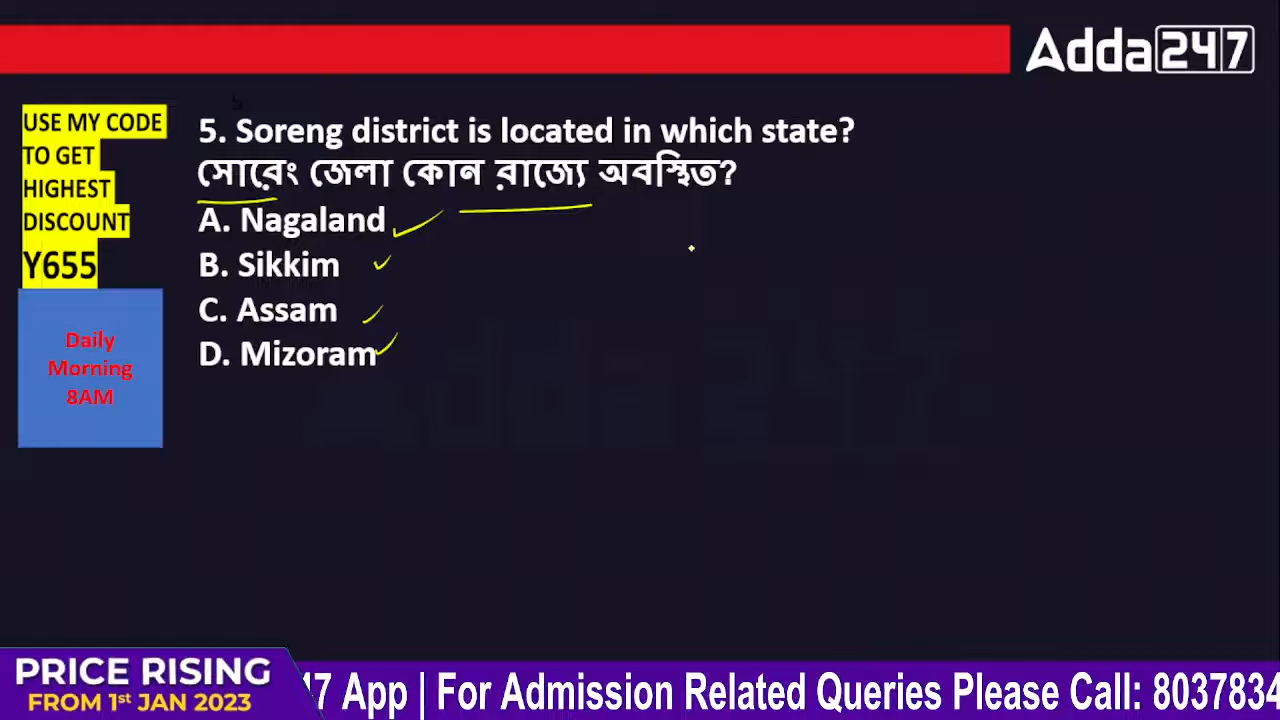 Adda247
USE MY CODE
TO GET
HIGHEST
DISCOUNT
Y655
Daily
Morning
8AM
5. Soreng district is located in which state?
সোরেং জেলা কোন রাজ্যে অবস্থিত?
A. Nagaland
B. Sikkim
C. Assam
D. Mizoram
PRICE RISING
FROM 1st JAN 2023
17 App | For Admission Related Queries Please Call: 8037834